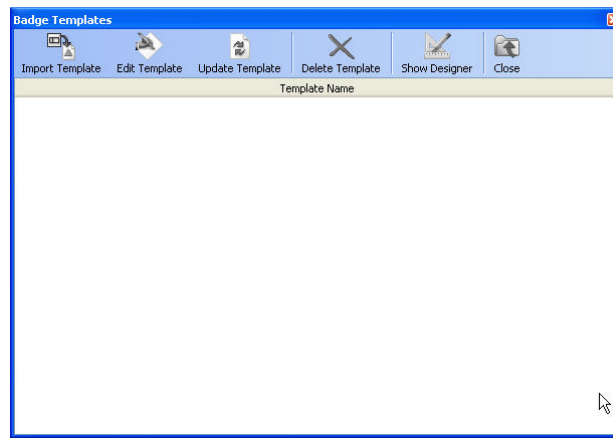 Badge Templates
Import Template Edit Template Update Template Delete Template Show Designer Close
Template Name